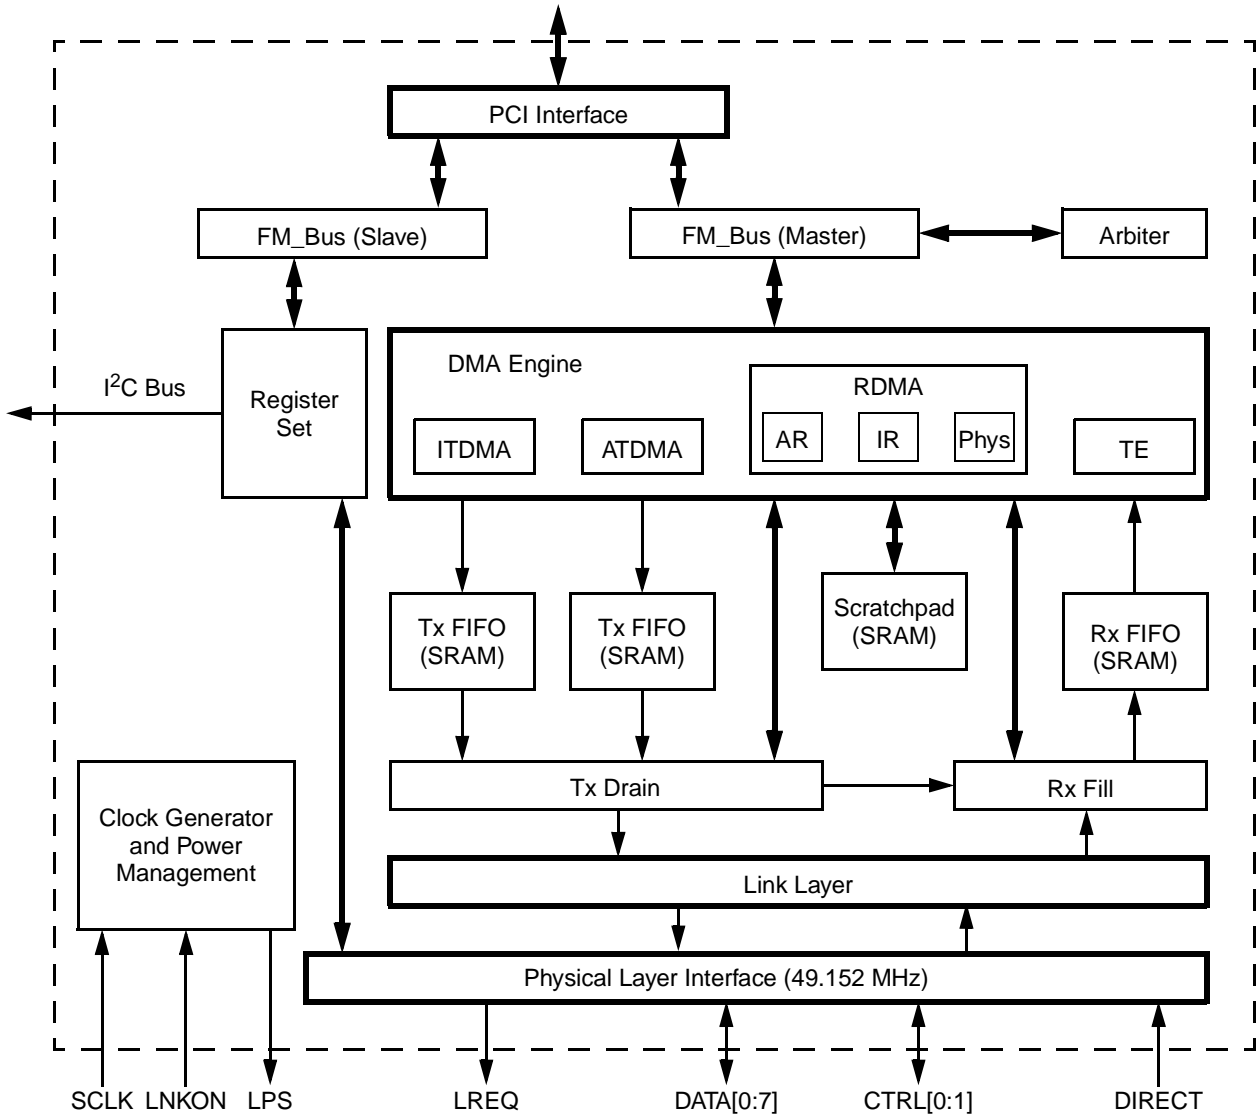 PCI Interface
FM_Bus (Slave)
FM_Bus (Master)
Arbiter
I2C Bus
Register
Set
DMA Engine
RDMA
ITDMA
ATDMA
AR
IR
Phys
TE
Tx FIFO
(SRAM)
Tx FIFO
(SRAM)
Scratchpad
(SRAM)
Rx FIFO
(SRAM)
Tx Drain
Rx Fill
Clock Generator
and Power
Management
Link Layer
Physical Layer Interface (49.152 MHz)
SCLK
LNKON
LPS
LREQ
DATA[0:7]
CTRL[0:1]
DIRECT